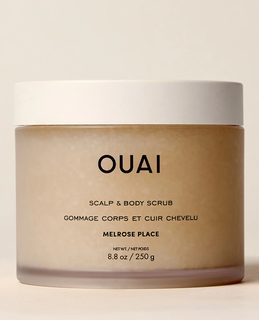 OUAI
SCALP & BODY SCRUB
GOMMAGE CORPS ET CUIR CHEVELU
MELROSE PLACE
NET WT. / NET POIDS
8.8 oz / 250 g